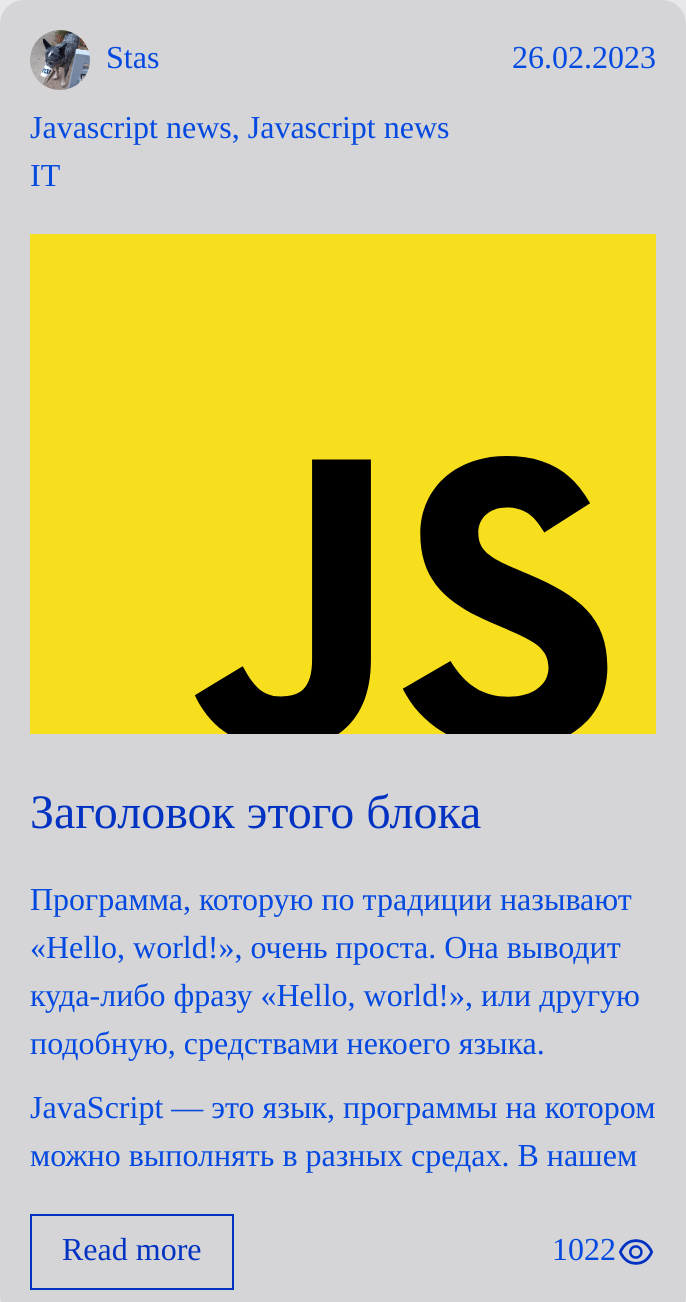 Stas
26.02.2023
Javascript news, Javascript news
IT
JS
Заголовок этого блока
Программа, которую по традиции называют
«Hello, world!», очень проста. Она выводит
куда-либо фразу «Hello, world!», или другую
подобную, средствами некоего языка.
JavaScript — это язык, программы на котором
можно выполнять в разных средах. В нашем
Read more
1022